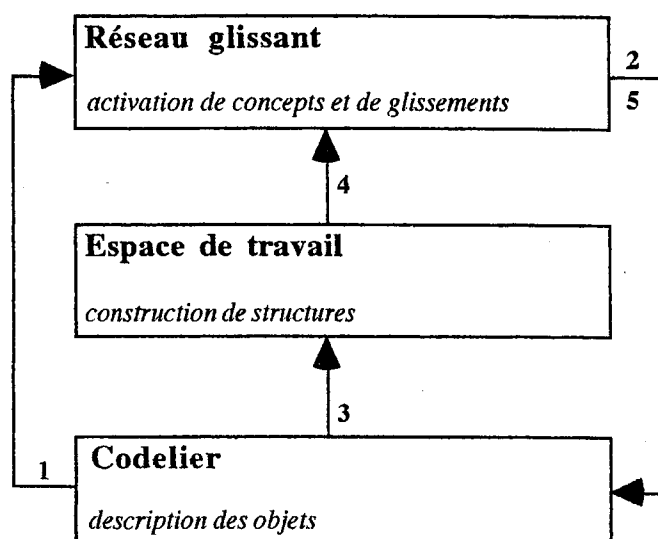 Réseau glissant
2
activation de concepts et de glissements
5
4
Espace de travail
construction de structures
3
Codelier
1
description des objets